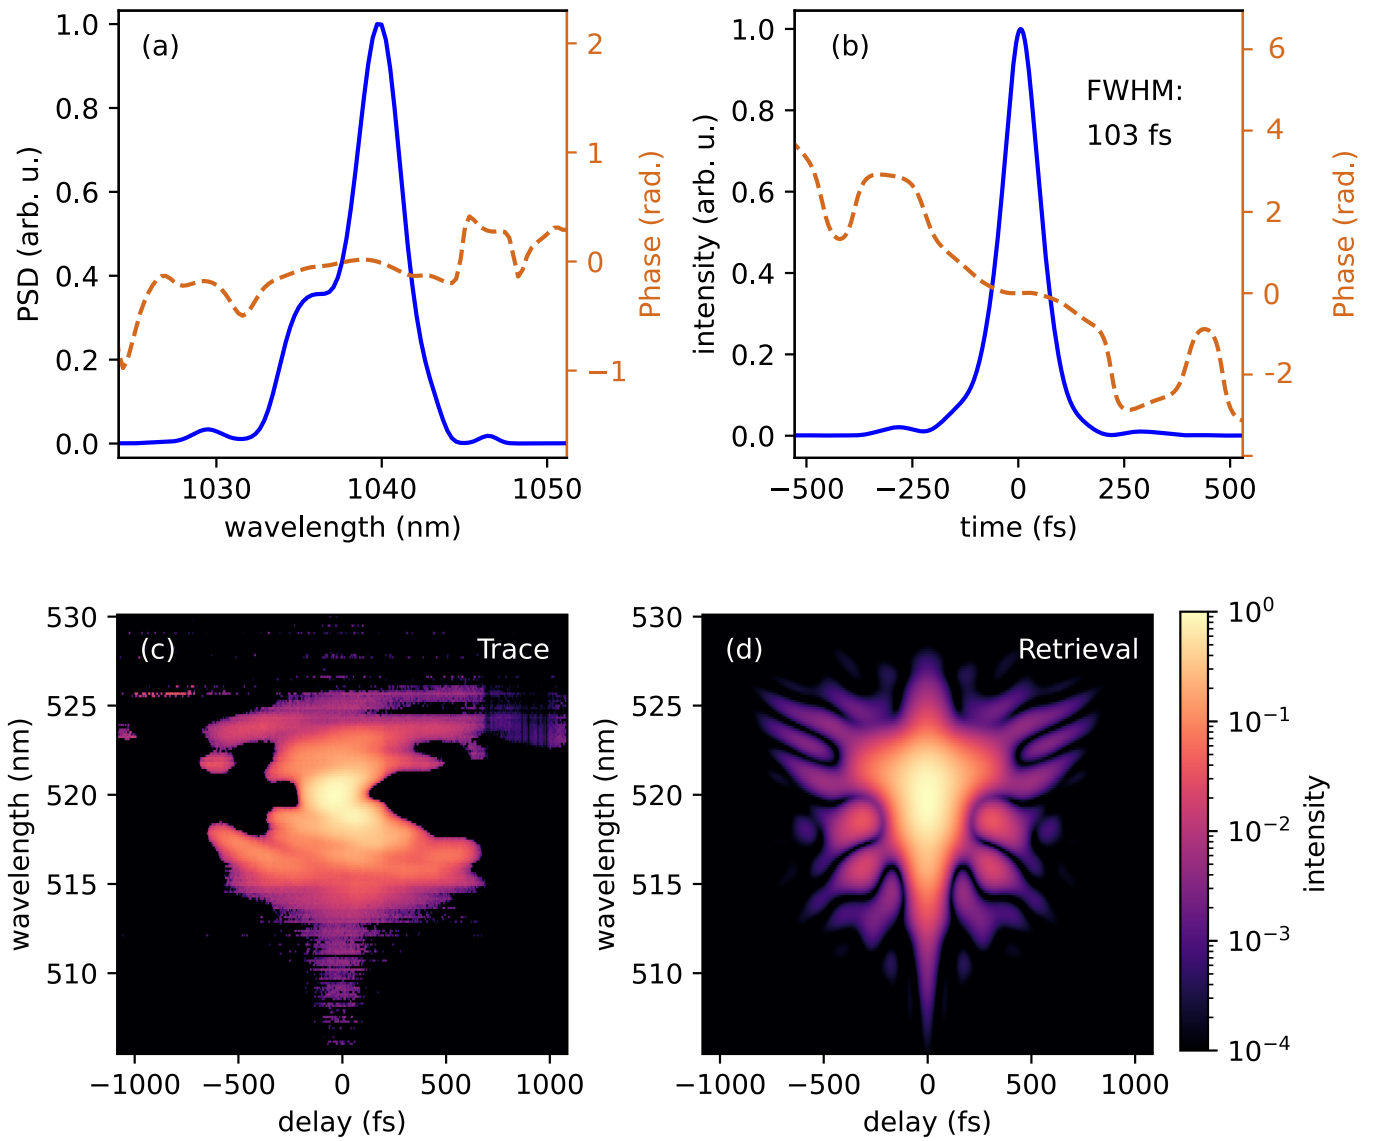 (a)
1.0
0.8
0.6
0.4
0.2
0.0
PSD (arb. u.)
2
1
0
−1
Phase (rad.)
1030
1040
1050
wavelength (nm)
(b)
FWHM:
103 fs
1.0
0.8
0.6
0.4
0.2
0.0
intensity (arb. u.)
6
4
2
0
-2
Phase (rad.)
−500
−250
0
250
500
time (fs)
(c)
Trace
530
525
520
515
510
wavelength (nm)
−1000
−500
0
500
1000
delay (fs)
(d)
Retrieval
530
525
520
515
510
wavelength (nm)
−1000
−500
0
500
1000
delay (fs)
10⁰
10⁻¹
10⁻²
10⁻³
10⁻⁴
intensity